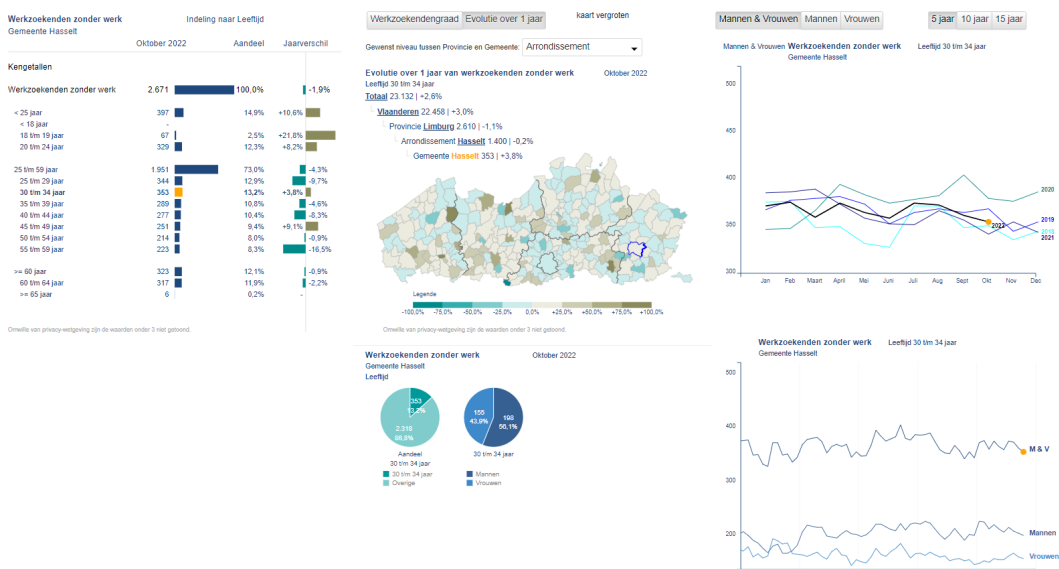 Werkzoekenden zonder werk Indeling naar Leeftijd
Gemeente Hasselt
Oktober 2022 Aandeel Jaarverschil
Kengetallen
Werkzoekenden zonder werk 2.671 100,0% -1,9%
< 25 jaar 397 14,9% +10,6%
< 18 jaar -
18 t/m 19 jaar 67 2,5% +21,8%
20 t/m 24 jaar 329 12,3% +8,2%
25 t/m 59 jaar 1.951 73,0% -4,3%
25 t/m 29 jaar 344 12,9% -9,7%
30 t/m 34 jaar 353 13,2% +3,8%
35 t/m 39 jaar 289 10,8% -4,6%
40 t/m 44 jaar 277 10,4% -8,3%
45 t/m 49 jaar 251 9,4% +9,1%
50 t/m 54 jaar 214 8,0% -0,9%
55 t/m 59 jaar 223 8,3% -16,5%
>= 60 jaar 323 12,1% -0,9%
60 t/m 64 jaar 317 11,9% -2,2%
>= 65 jaar 6 0,2% -
Omwille van privacy-wetgeving zijn de waarden onder 3 niet getoond.
Werkzoekendengraad Evolutie over 1 jaar kaart vergroten
Gewenst niveau tussen Provincie en Gemeente: Arrondissement
Evolutie over 1 jaar van werkzoekenden zonder werk Oktober 2022
Leeftijd 30 t/m 34 jaar
Totaal 23.132 | +2,6%
Vlaanderen 22.458 | +3,0%
Provincie Limburg 2.610 | -1,1%
Arrondissement Hasselt 1.400 | -0,2%
Gemeente Hasselt 353 | +3,8%
Legende
-100,0% -75,0% -50,0% -25,0% 0,0% +25,0% +50,0% +75,0% +100,0%
Omwille van privacy-wetgeving zijn de waarden onder 3 niet getoond.
Werkzoekenden zonder werk Oktober 2022
Gemeente Hasselt
Leeftijd
353
13,2%
2.318
86,8%
Aandeel
30 t/m 34 jaar
30 t/m 34 jaar
Overige
155
43,9%
198
56,1%
30 t/m 34 jaar
Mannen
Vrouwen
Mannen & Vrouwen Mannen Vrouwen 5 jaar 10 jaar 15 jaar
Mannen & Vrouwen Werkzoekenden zonder werk Leeftijd 30 t/m 34 jaar
Gemeente Hasselt
500
450
400
350
300
2020
2019
2018
2021
2022
Jan Feb Maart April Mei Juni Juli Aug Sept Okt Nov Dec
Werkzoekenden zonder werk Leeftijd 30 t/m 34 jaar
Gemeente Hasselt
500
400
300
200
M & V
Mannen
Vrouwen